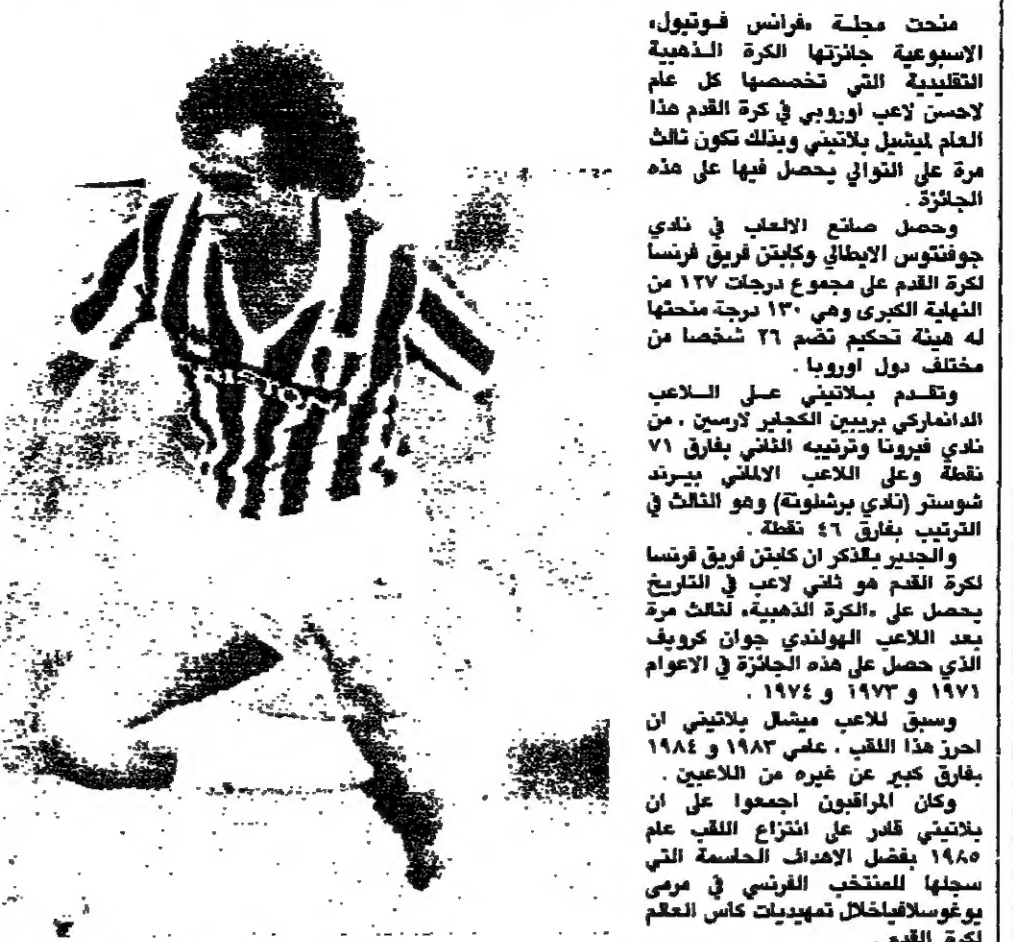 منحت مجلة «فرانس فوتبول»
الاسبوعية جائزتها الكرة الذهبية
التقليدية التي تخصصها كل عام
لاحسن لاعب اوروبي في كرة القدم هذا
العام لميشيل بلاتيني وبذلك تكون ثالث
مرة على التوالي يحصل فيها على هذه
الجائزة .
وحصل صانع الالعاب في نادي
جوفنتوس الايطالي وكابتن فريق فرنسا
لكرة القدم على مجموع درجات ١٢٧ من
النهاية الكبرى وهي ١٣٠ درجة منحتها
له هيئة تحكيم تضم ٢٦ شخصا من
مختلف دول اوروبا .
وتقدم بلاتيني على اللاعب
الدانماركي بريبين الكجاير لارسين ، من
نادي فيرونا وترتيبه الثاني بفارق ٧١
نقطة وعلى اللاعب الالماني بيرند
شوستر (نادي برشلونة) وهو الثالث في
الترتيب بفارق ٤٦ نقطة .
والجدير بالذكر ان كابتن فريق فرنسا
لكرة القدم هو ثاني لاعب في التاريخ
يحصل على «الكرة الذهبية» لثالث مرة
بعد اللاعب الهولندي جوان كرويف
الذي حصل على هذه الجائزة في الاعوام
١٩٧١ و ١٩٧٣ و ١٩٧٤ .
وسبق للاعب ميشال بلاتيني ان
احرز هذا اللقب ، عامي ١٩٨٣ و ١٩٨٤
بفارق كبير عن غيره من اللاعبين .
وكان المراقبون اجمعوا على ان
بلاتيني قادر على انتزاع اللقب عام
١٩٨٥ بفضل الاهداف الحاسمة التي
سجلها للمنتخب الفرنسي في مرمى
يوغوسلافيا خلال تمهيديات كاس العالم
لكرة القدم .